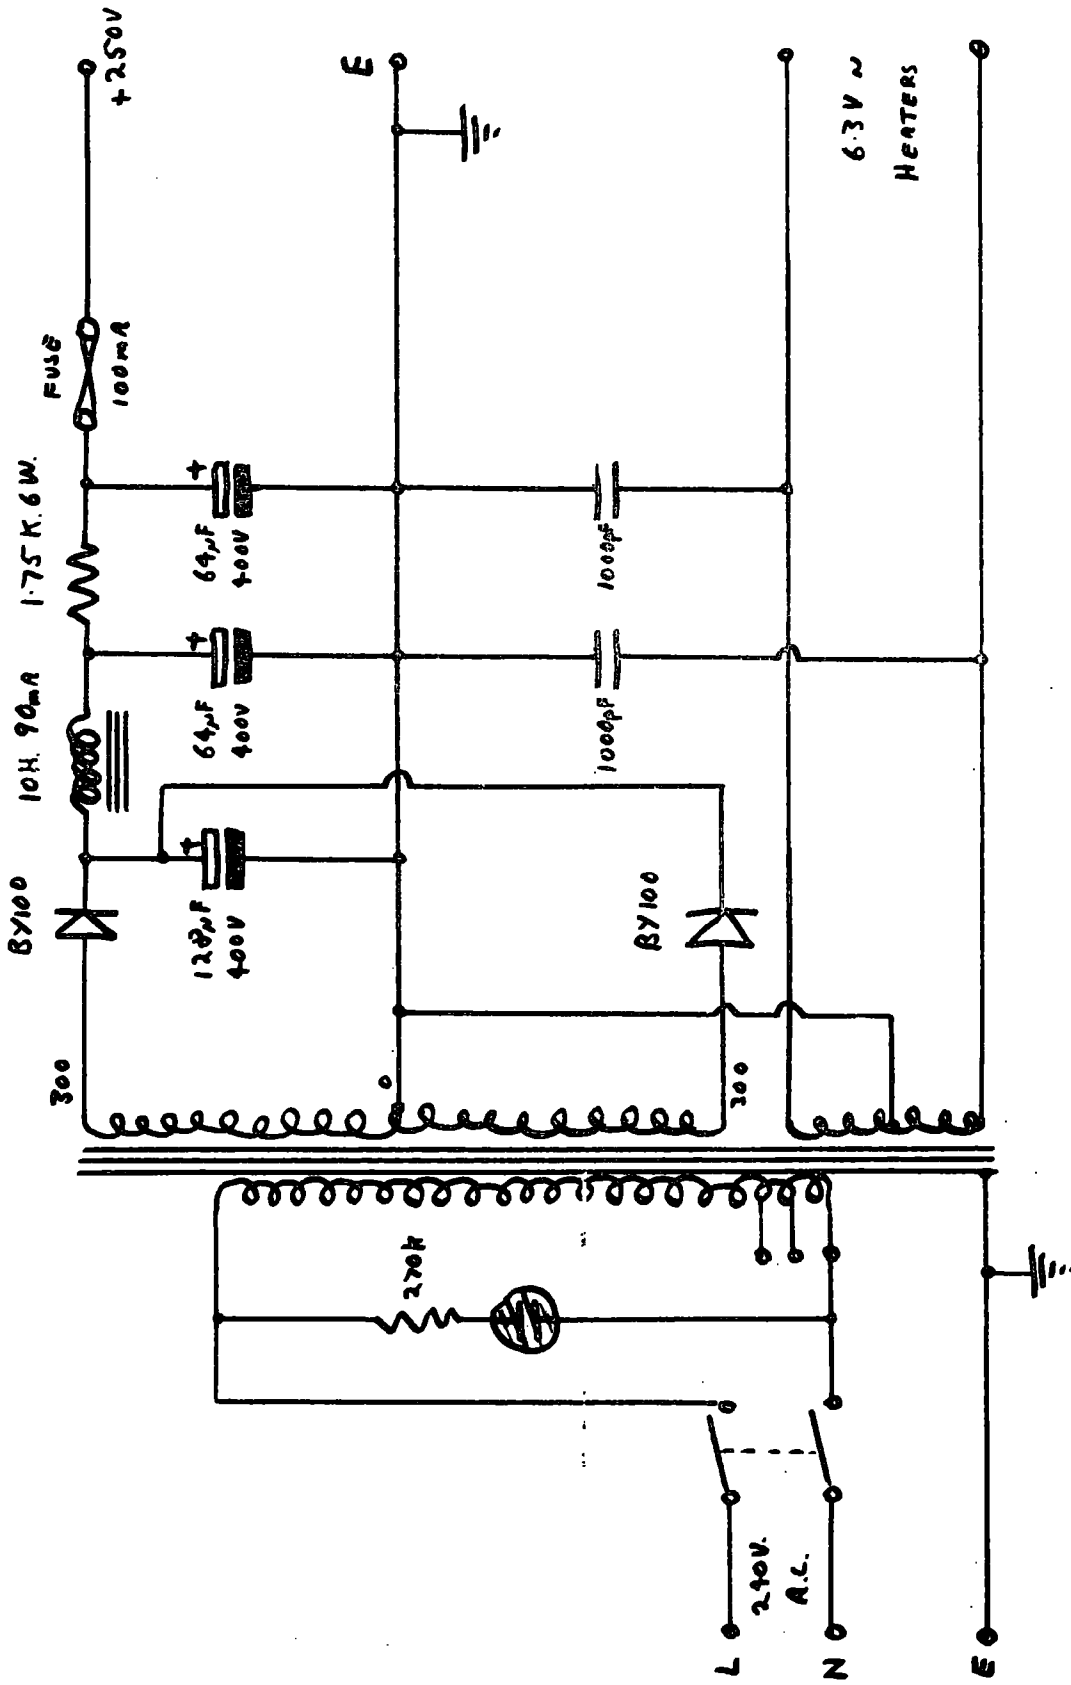 BY100
10H. 90mA
1.75K. 6W.
FUSE
100mA
+250V
300
128µF
400V
+
64µF
400V
+
64µF
400V
+
E
0
1000pF
1000pF
BY100
300
6.3V ~
HEATERS
270k
L
240V.
A.C.
N
E